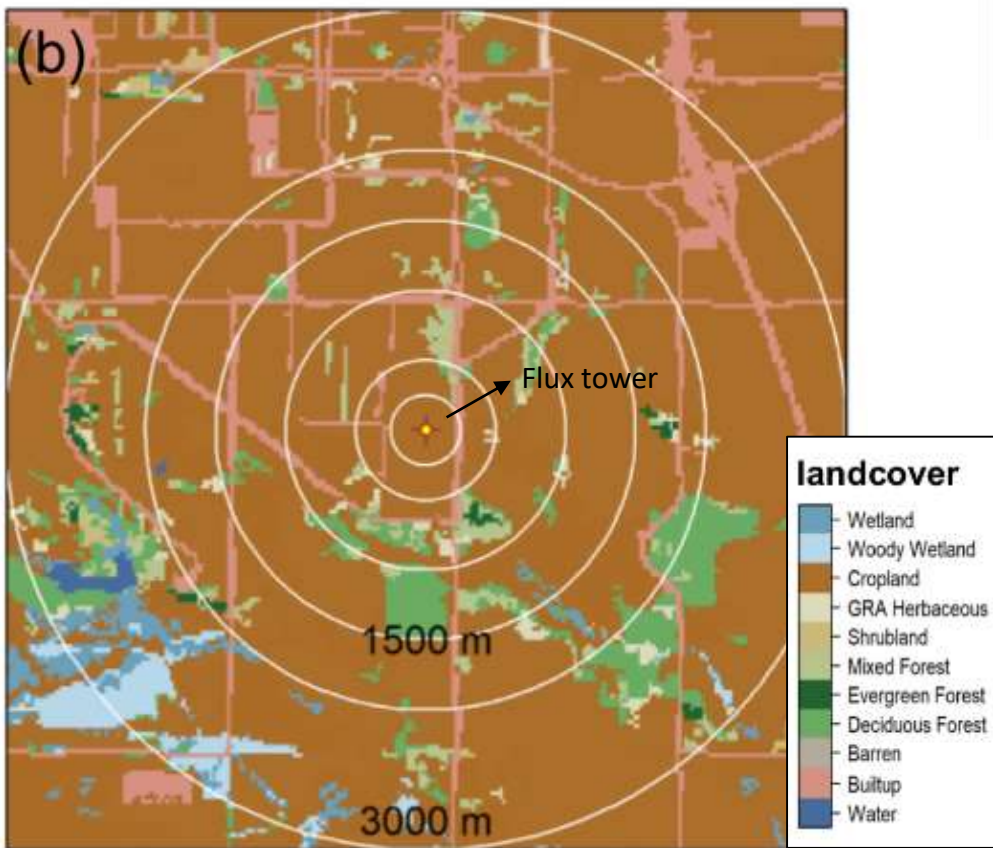 (b)
Flux tower
1500 m
3000 m
landcover
Wetland
Woody Wetland
Cropland
GRA Herbaceous
Shrubland
Mixed Forest
Evergreen Forest
Deciduous Forest
Barren
Builtup
Water